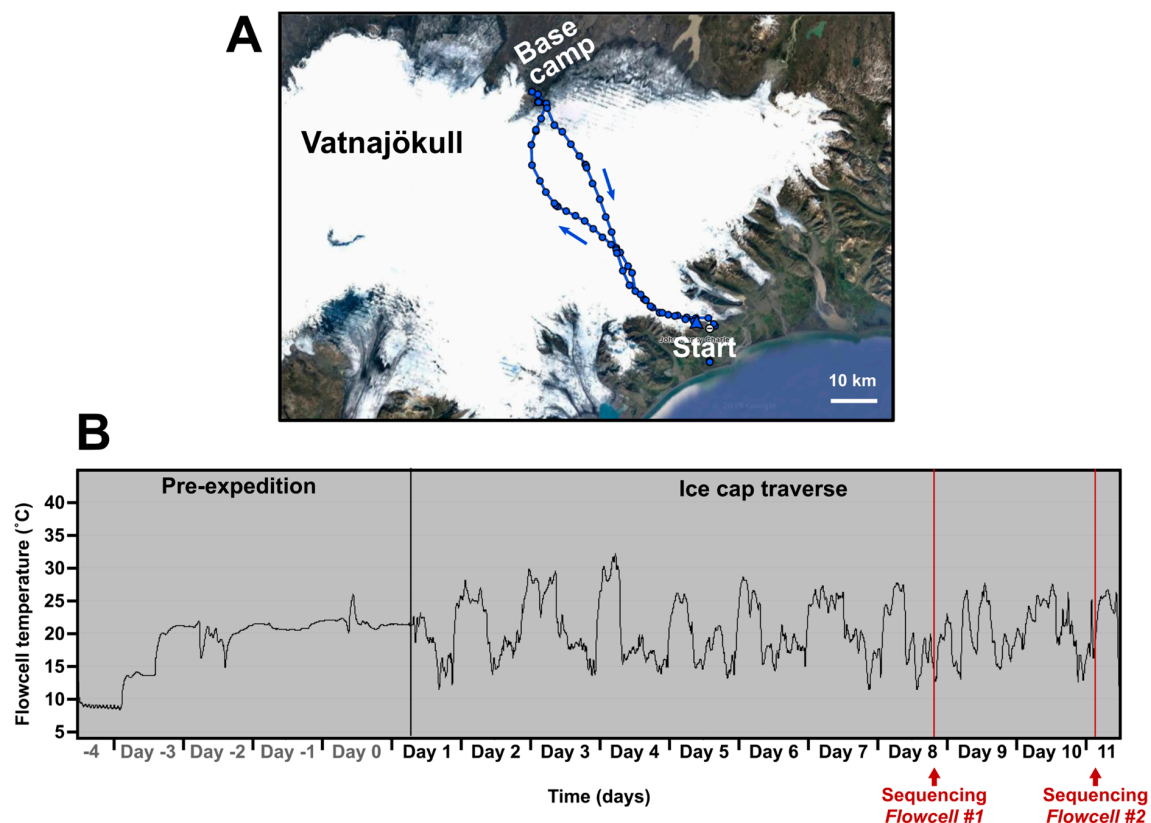 A
Base
camp
Vatnajökull
Start
10 km
B
Pre-expedition
Ice cap traverse
Flowcell temperature (˚C)
40
35
30
25
20
15
10
5
-4 Day -3 Day -2 Day -1 Day 0 Day 1 Day 2 Day 3 Day 4 Day 5 Day 6 Day 7 Day 8 Day 9 Day 10 11
Time (days)
Sequencing
Flowcell #1
Sequencing
Flowcell #2